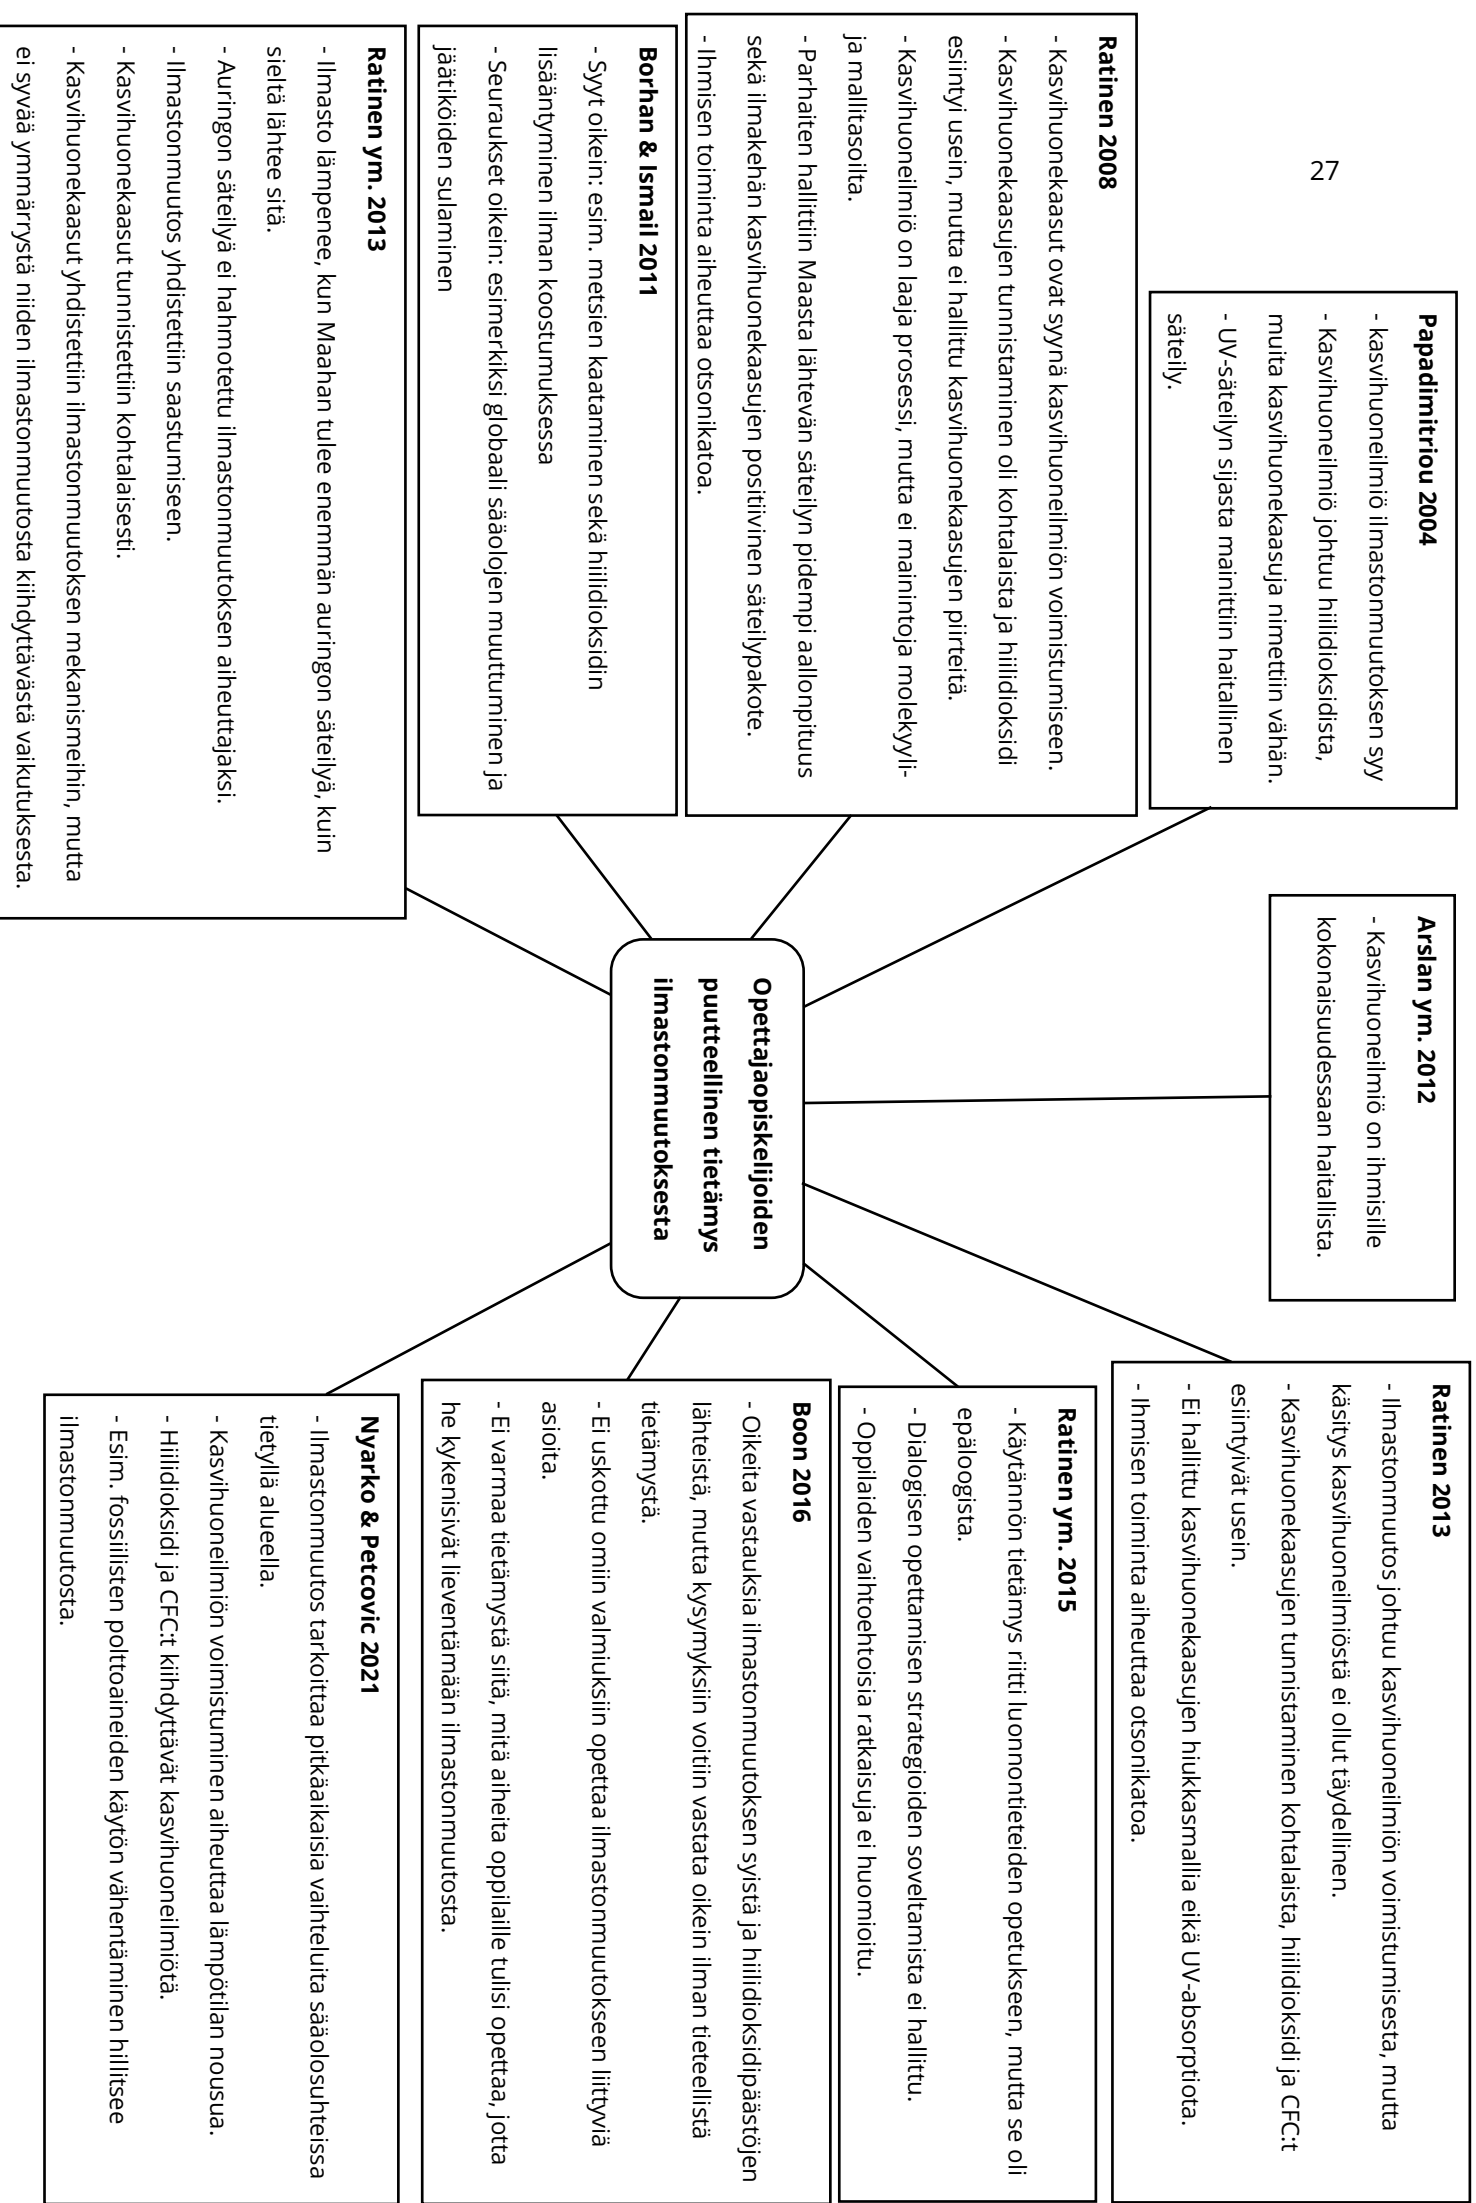 27
Papadimitriou 2004
- kasvihuoneilmiö ilmastonmuutoksen syy
- Kasvihuoneilmiö johtuu hiilidioksidista,
muita kasvihuonekaasuja nimettiin vähän.
- UV-säteilyn sijasta mainittiin haitallinen
säteily.
Arslan ym. 2012
- Kasvihuoneilmiö on ihmisille
kokonaisuudessaan haitallista.
Ratinen 2013
- Ilmastonmuutos johtuu kasvihuoneilmiön voimistumisesta, mutta
käsitys kasvihuoneilmiöstä ei ollut täydellinen.
- Kasvihuonekaasujen tunnistaminen kohtalaista, hiilidioksidi ja CFC:t
esiintyivät usein.
- Ei hallittu kasvihuonekaasujen hiukkasmallia eikä UV-absorptiota.
- Ihmisen toiminta aiheuttaa otsonikatoa.
Ratinen 2008
- Kasvihuonekaasut ovat syynä kasvihuoneilmiön voimistumiseen.
- Kasvihuonekaasujen tunnistaminen oli kohtalaista ja hiilidioksidi
esiintyi usein, mutta ei hallittu kasvihuonekaasujen piirteitä.
- Kasvihuoneilmiö on laaja prosessi, mutta ei mainintoja molekyyli-
ja mallitasoilta.
- Parhaiten hallittiin Maasta lähtevän säteilyn pidempi aallonpituus
sekä ilmakehän kasvihuonekaasujen positiivinen säteilypakote.
- Ihmisen toiminta aiheuttaa otsonikatoa.
Ratinen ym. 2015
- Käytännön tietämys riitti luonnontieteiden opetukseen, mutta se oli
epäloogista.
- Dialogisen opettamisen strategioiden soveltamista ei hallittu.
- Oppilaiden vaihtoehtoisia ratkaisuja ei huomioitu.
Opettajaopiskelijoiden
puutteellinen tietämys
ilmastonmuutoksesta
Borhan & Ismail 2011
- Syyt oikein: esim. metsien kaataminen sekä hiilidioksidin
lisääntyminen ilman koostumuksessa
- Seuraukset oikein: esimerkiksi globaali sääolojen muuttuminen ja
jäätiköiden sulaminen
Boon 2016
- Oikeita vastauksia ilmastonmuutoksen syistä ja hiilidioksidipäästöjen
lähteistä, mutta kysymyksiin voitiin vastata oikein ilman tieteellistä
tietämystä.
- Ei uskottu omiin valmiuksiin opettaa ilmastonmuutokseen liittyviä
asioita.
- Ei varmaa tietämystä siitä, mitä aiheita oppilaille tulisi opettaa, jotta
he kykenisivät lieventämään ilmastonmuutosta.
Ratinen ym. 2013
- Ilmasto lämpenee, kun Maahan tulee enemmän auringon säteilyä, kuin
sieltä lähtee sitä.
- Auringon säteilyä ei hahmotettu ilmastonmuutoksen aiheuttajaksi.
- Ilmastonmuutos yhdistettiin saastumiseen.
- Kasvihuonekaasut tunnistettiin kohtalaisesti.
- Kasvihuonekaasut yhdistettiin ilmastonmuutoksen mekanismeihin, mutta
ei syvää ymmärrystä niiden ilmastonmuutosta kiihdyttävästä vaikutuksesta.
Nyarko & Petcovic 2021
- Ilmastonmuutos tarkoittaa pitkäaikaisia vaihteluita sääolosuhteissa
tietyllä alueella.
- Kasvihuoneilmiön voimistuminen aiheuttaa lämpötilan nousua.
- Hiilidioksidi ja CFC:t kiihdyttävät kasvihuoneilmiötä.
- Esim. fossiilisten polttoaineiden käytön vähentäminen hillitsee
ilmastonmuutosta.